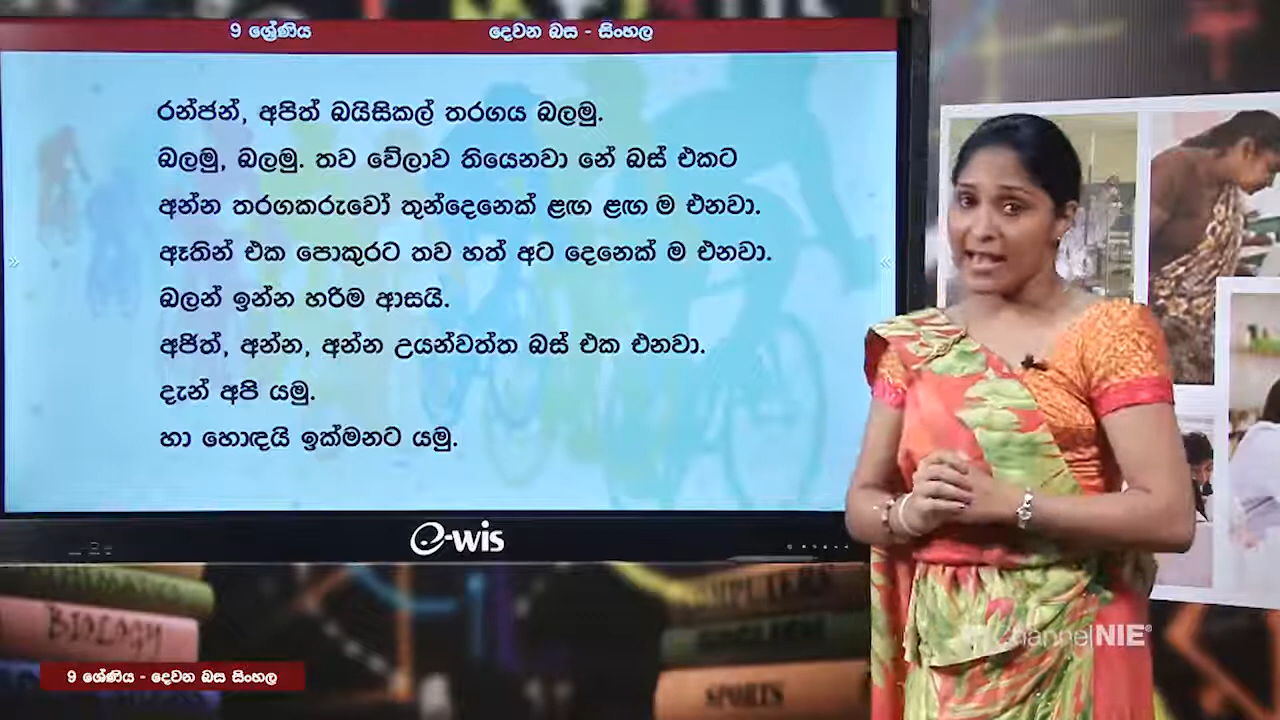 9 ශ්‍රේණිය
දෙවන බස - සිංහල
රන්ජන්, අපිත් බයිසිකල් තරගය බලමු.
බලමු, බලමු. තව වේලාව තියෙනවා නේ බස් එකට
අන්න තරගකරුවෝ තුන්දෙනෙක් ළඟ ළඟ ම එනවා.
ඈතින් එක පොකුරට තව හත් අට දෙනෙක් ම එනවා.
බලන් ඉන්න හරිම ආසයි.
අජිත්, අන්න, අන්න උයන්වත්ත බස් එක එනවා.
දැන් අපි යමු.
හා හොඳයි ඉක්මනට යමු.
e-wis
BIOLOGY
SPORTS
Channel NIE
9 ශ්‍රේණිය - දෙවන බස සිංහල